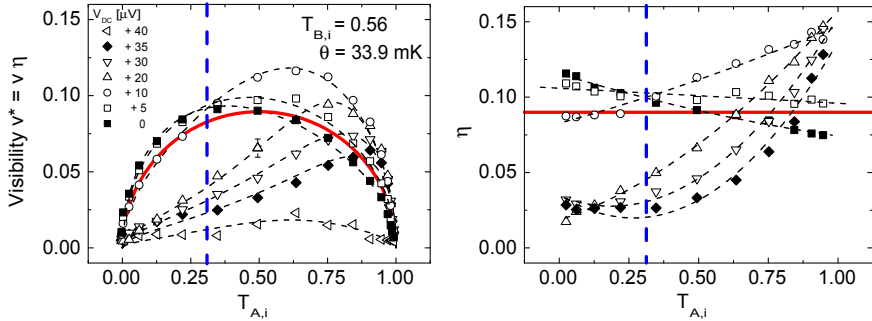 V_DC [μV]
+ 40
+ 35
+ 30
+ 20
+ 10
+ 5
0
T_B,i = 0.56
θ = 33.9 mK
Visibility v* = v η
0.15
0.10
0.05
0.00
0.00 0.25 0.50 0.75 1.00
T_A,i
η
0.15
0.10
0.05
0.00
0.00 0.25 0.50 0.75 1.00
T_A,i